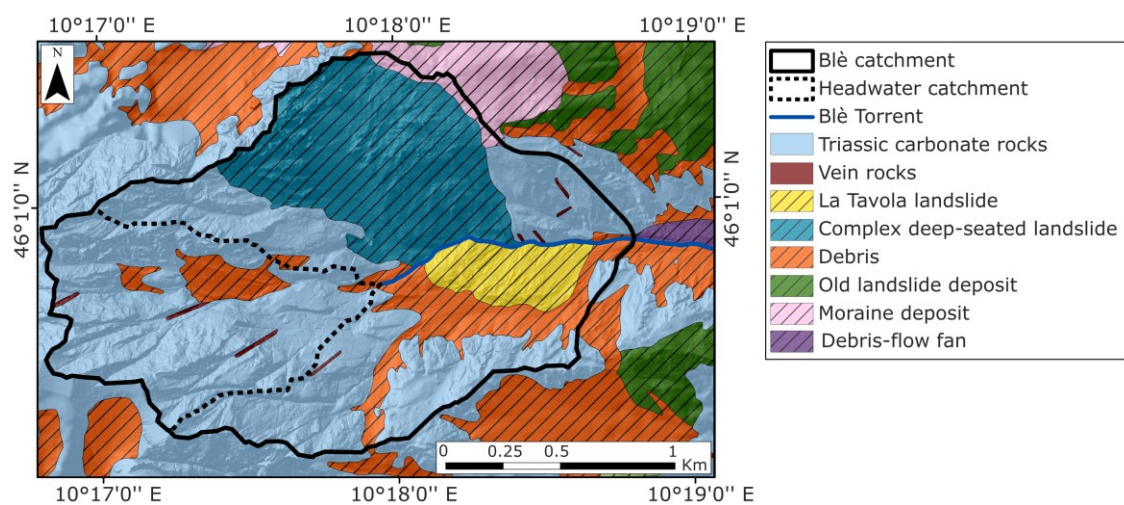 10°17'0'' E
10°18'0'' E
10°19'0'' E
N
46°1'0'' N
46°1'0'' N
0
0.25
0.5
1
Km
10°17'0'' E
10°18'0'' E
10°19'0'' E
Blè catchment
Headwater catchment
Blè Torrent
Triassic carbonate rocks
Vein rocks
La Tavola landslide
Complex deep-seated landslide
Debris
Old landslide deposit
Moraine deposit
Debris-flow fan